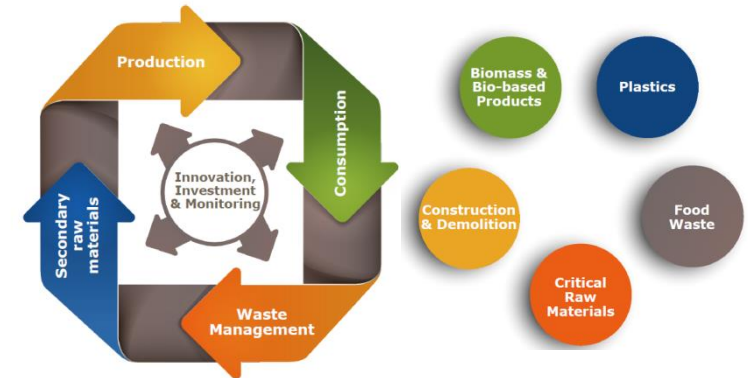 Production
Consumption
Innovation,
Investment
& Monitoring
Secondary
raw
materials
Waste
Management
Biomass &
Bio-based
Products
Plastics
Construction
& Demolition
Food
Waste
Critical
Raw
Materials